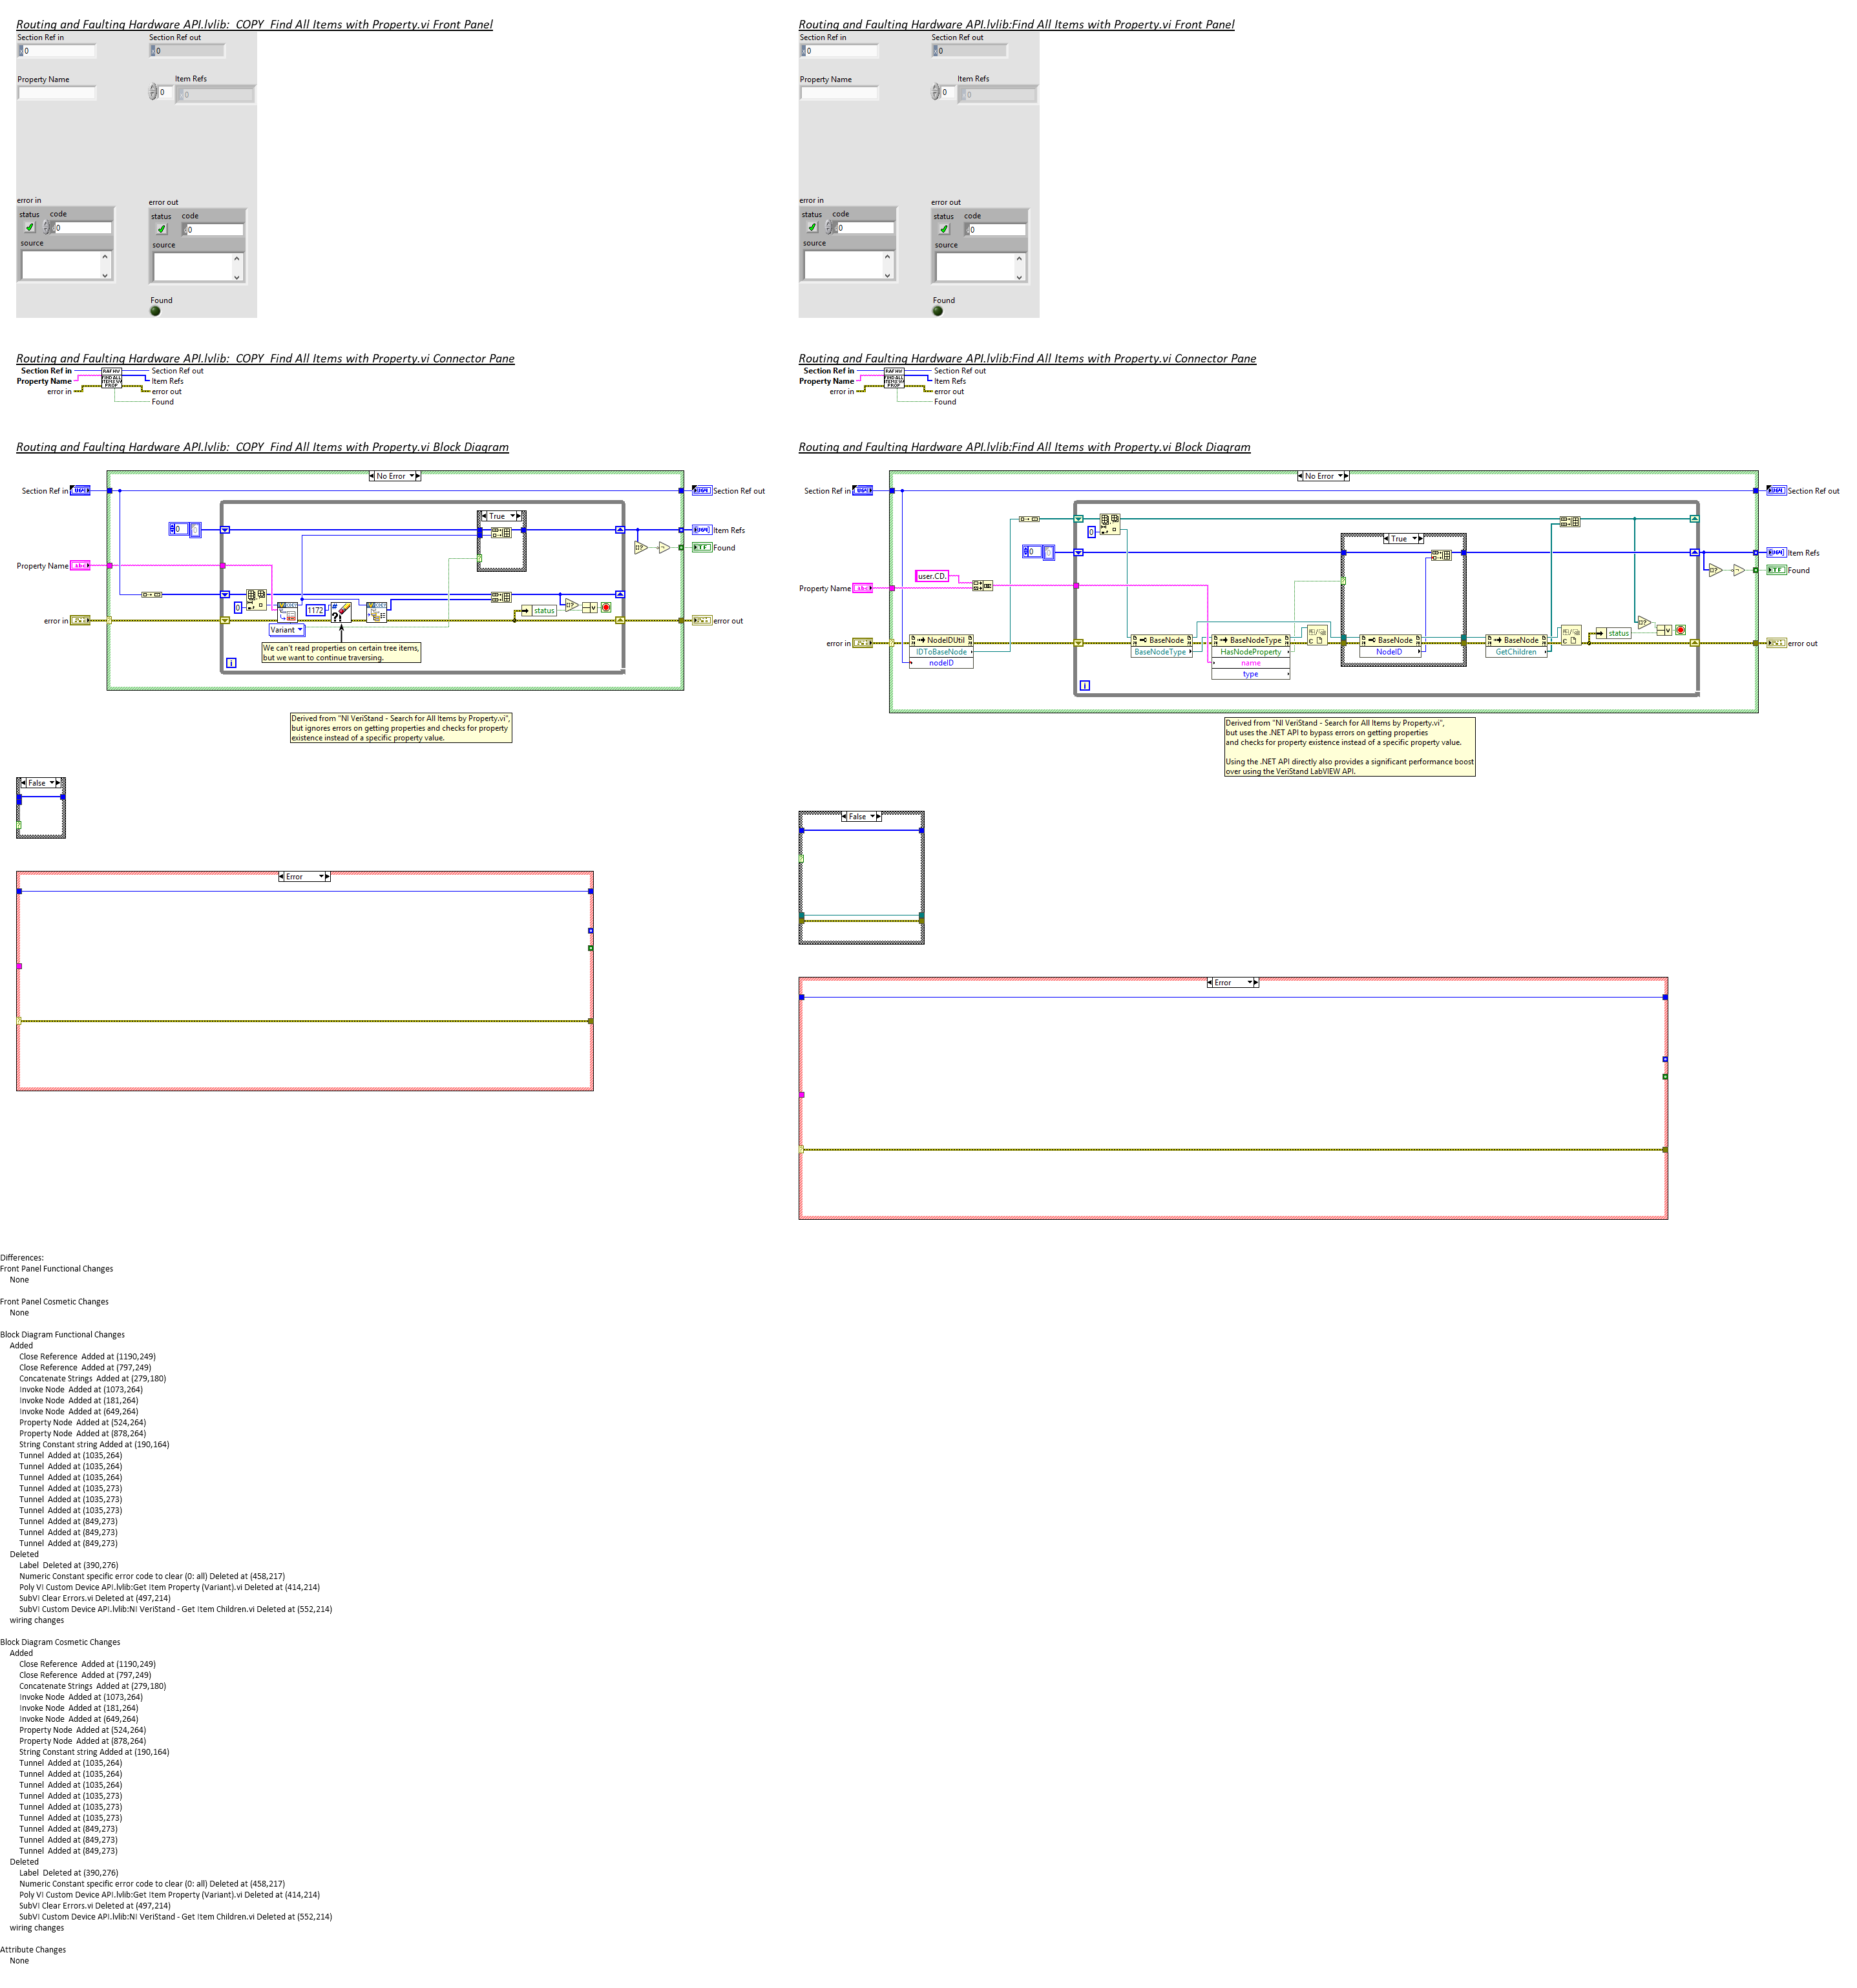 Routing and Faulting Hardware API.lvlib:  COPY  Find All Items with Property.vi Front Panel
Section Ref in
Section Ref out
0
0
Property Name
Item Refs
0
0
error in
error out
status
code
status
code
0
0
source
source
Found
Routing and Faulting Hardware API.lvlib:  COPY  Find All Items with Property.vi Connector Pane
Section Ref in
Property Name
error in
RAF HW
FIND ALL
ITEMS W/
PROP
Section Ref out
Item Refs
error out
Found
Routing and Faulting Hardware API.lvlib:  COPY  Find All Items with Property.vi Block Diagram
No Error
Section Ref in
Section Ref out
True
0
Item Refs
Found
Property Name
abc
TF
0
1172
status
error in
error out
Variant
We can't read properties on certain tree items,
but we want to continue traversing.
i
Derived from "NI VeriStand - Search for All Items by Property.vi",
but ignores errors on getting properties and checks for property
existence instead of a specific property value.
False
Error
Routing and Faulting Hardware API.lvlib:Find All Items with Property.vi Front Panel
Section Ref in
Section Ref out
0
0
Property Name
Item Refs
0
0
error in
error out
status
code
status
code
0
0
source
source
Found
Routing and Faulting Hardware API.lvlib:Find All Items with Property.vi Connector Pane
Section Ref in
Property Name
error in
RAF HW
FIND ALL
ITEMS W/
PROP
Section Ref out
Item Refs
error out
Found
Routing and Faulting Hardware API.lvlib:Find All Items with Property.vi Block Diagram
No Error
Section Ref in
Section Ref out
0
True
0
Item Refs
Found
user.CD.
Property Name
abc
TF
status
error in
error out
NodeIDUtil
IDToBaseNode
nodeID
BaseNode
BaseNodeType
BaseNodeType
HasNodeProperty
name
type
BaseNode
NodeID
BaseNode
GetChildren
i
Derived from "NI VeriStand - Search for All Items by Property.vi",
but uses the .NET API to bypass errors on getting properties
and checks for property existence instead of a specific property value.
Using the .NET API directly also provides a significant performance boost
over using the VeriStand LabVIEW API.
False
Error
Differences:
Front Panel Functional Changes
None
Front Panel Cosmetic Changes
None
Block Diagram Functional Changes
Added
Close Reference  Added at (1190,249)
Close Reference  Added at (797,249)
Concatenate Strings  Added at (279,180)
Invoke Node  Added at (1073,264)
Invoke Node  Added at (181,264)
Invoke Node  Added at (649,264)
Property Node  Added at (524,264)
Property Node  Added at (878,264)
String Constant string Added at (190,164)
Tunnel  Added at (1035,264)
Tunnel  Added at (1035,264)
Tunnel  Added at (1035,264)
Tunnel  Added at (1035,273)
Tunnel  Added at (1035,273)
Tunnel  Added at (1035,273)
Tunnel  Added at (849,273)
Tunnel  Added at (849,273)
Tunnel  Added at (849,273)
Deleted
Label  Deleted at (390,276)
Numeric Constant specific error code to clear (0: all) Deleted at (458,217)
Poly VI Custom Device API.lvlib:Get Item Property (Variant).vi Deleted at (414,214)
SubVI Clear Errors.vi Deleted at (497,214)
SubVI Custom Device API.lvlib:NI VeriStand - Get Item Children.vi Deleted at (552,214)
wiring changes
Block Diagram Cosmetic Changes
Added
Close Reference  Added at (1190,249)
Close Reference  Added at (797,249)
Concatenate Strings  Added at (279,180)
Invoke Node  Added at (1073,264)
Invoke Node  Added at (181,264)
Invoke Node  Added at (649,264)
Property Node  Added at (524,264)
Property Node  Added at (878,264)
String Constant string Added at (190,164)
Tunnel  Added at (1035,264)
Tunnel  Added at (1035,264)
Tunnel  Added at (1035,264)
Tunnel  Added at (1035,273)
Tunnel  Added at (1035,273)
Tunnel  Added at (1035,273)
Tunnel  Added at (849,273)
Tunnel  Added at (849,273)
Tunnel  Added at (849,273)
Deleted
Label  Deleted at (390,276)
Numeric Constant specific error code to clear (0: all) Deleted at (458,217)
Poly VI Custom Device API.lvlib:Get Item Property (Variant).vi Deleted at (414,214)
SubVI Clear Errors.vi Deleted at (497,214)
SubVI Custom Device API.lvlib:NI VeriStand - Get Item Children.vi Deleted at (552,214)
wiring changes
Attribute Changes
None